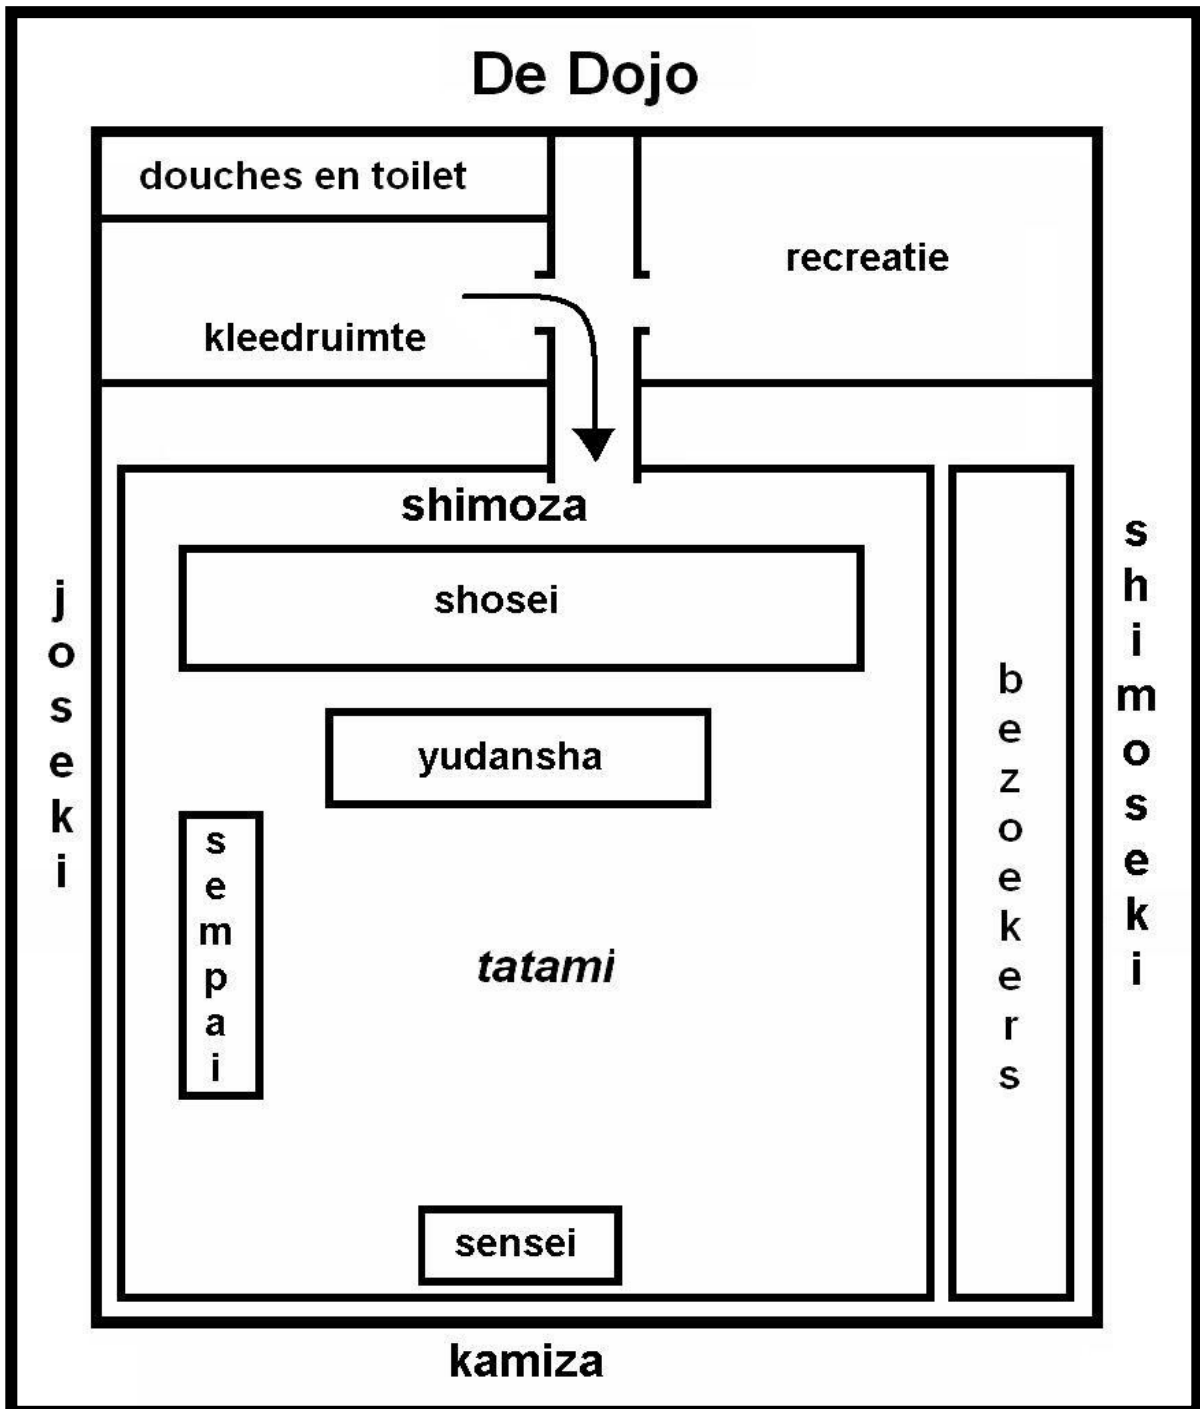 De Dojo
douches en toilet
recreatie
kleedruimte
shimoza
shosei
joseki
shimoseki
bezoekers
yudansha
sempai
tatami
sensei
kamiza